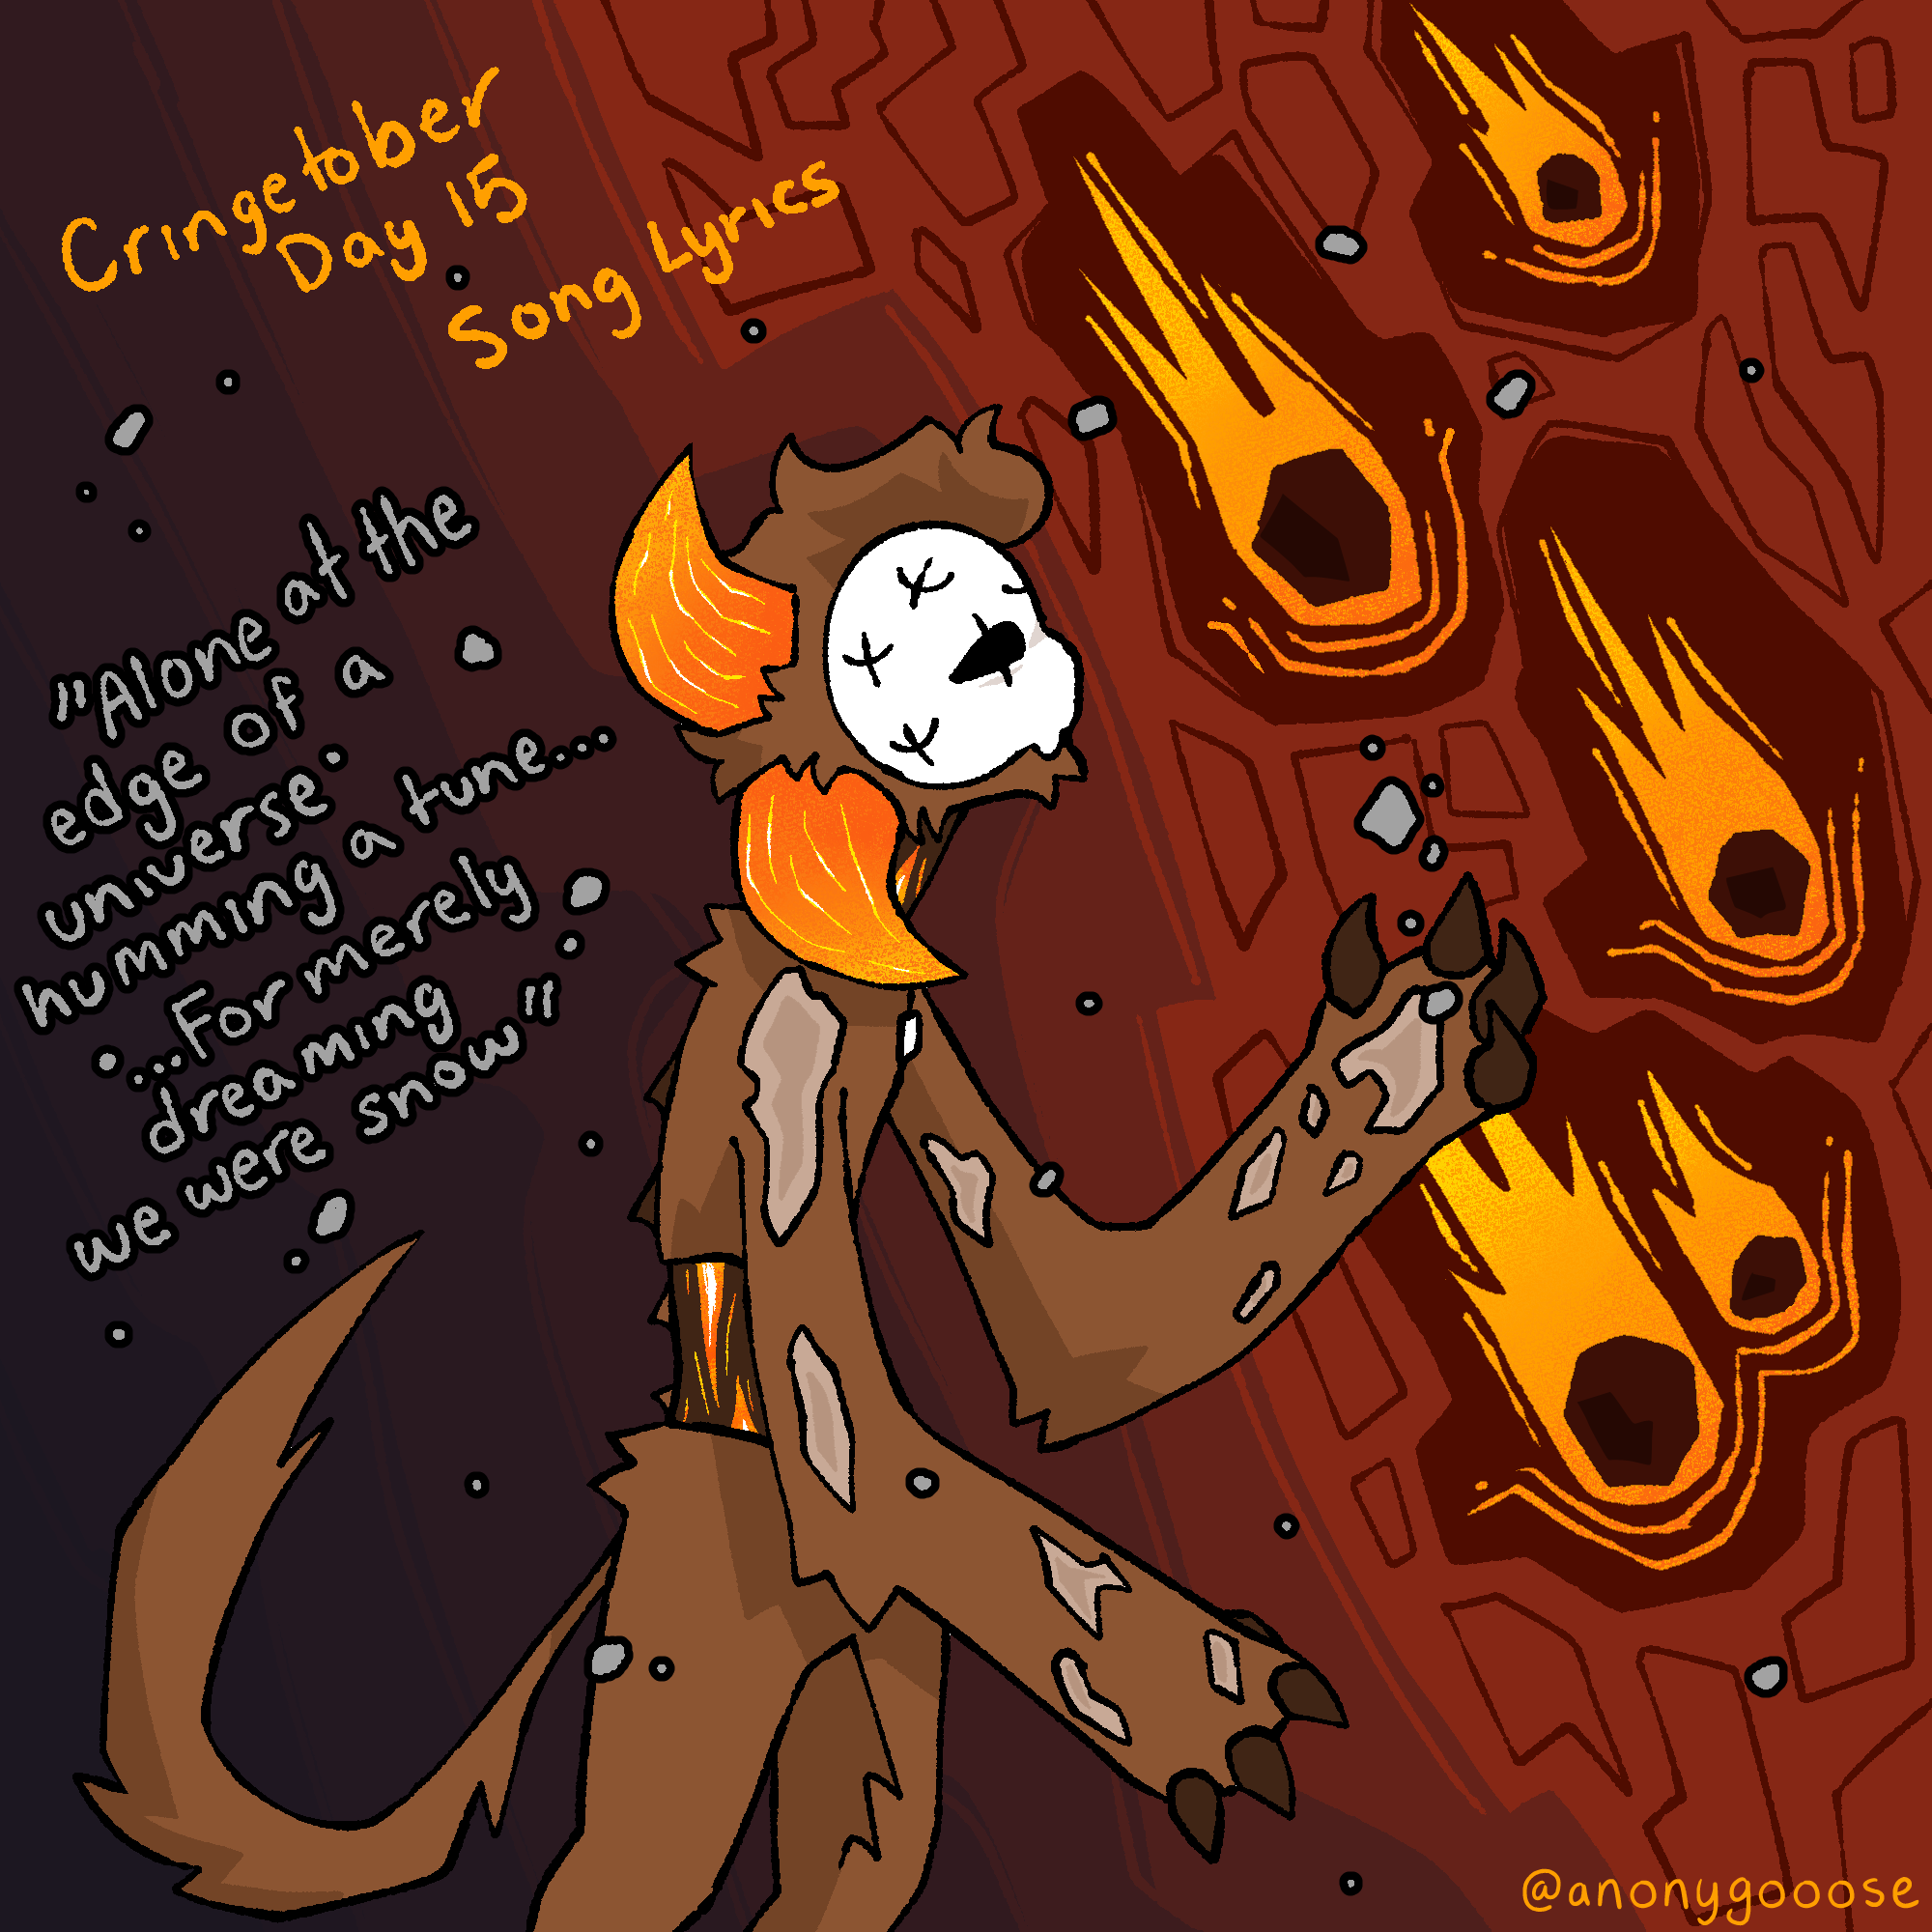 Cringetober
Day 15
Song Lyrics
"Alone at the
edge of a
universe
humming a tune...
...For merely
dreaming
we were snow"
@anonygooose